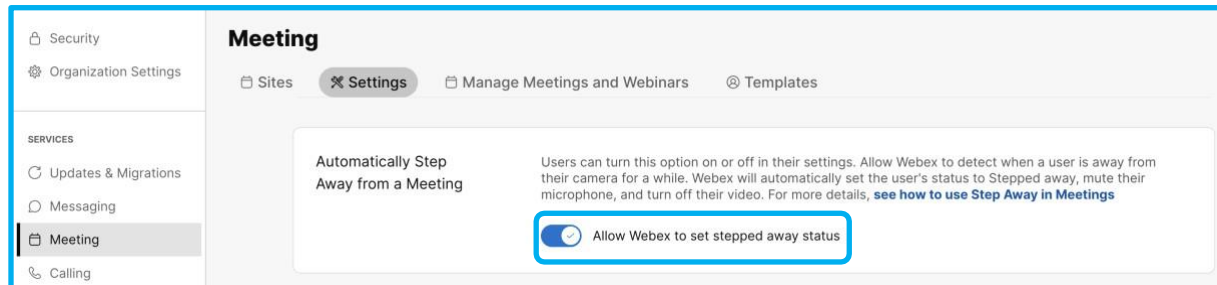 Security
Organization Settings
SERVICES
Updates & Migrations
Messaging
Meeting
Calling
Meeting
Sites Settings Manage Meetings and Webinars Templates
Automatically Step
Away from a Meeting
Users can turn this option on or off in their settings. Allow Webex to detect when a user is away from
their camera for a while. Webex will automatically set the user's status to Stepped away, mute their
microphone, and turn off their video. For more details, see how to use Step Away in Meetings
Allow Webex to set stepped away status